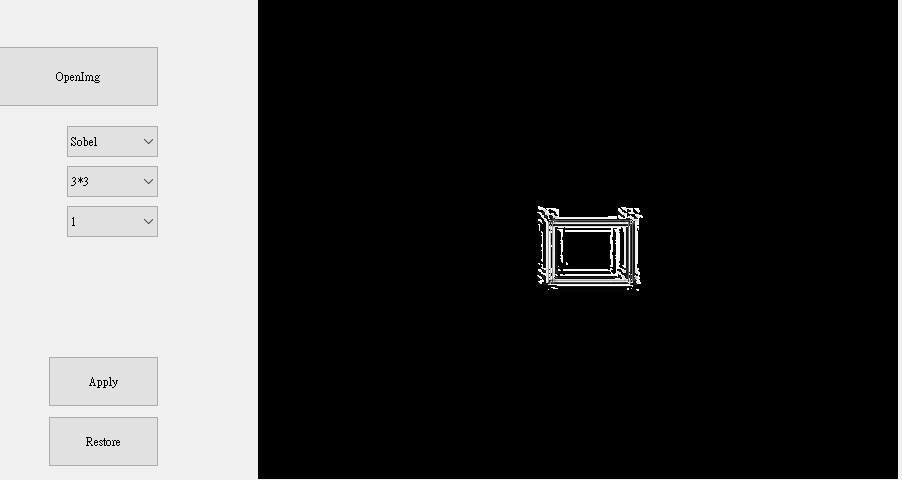 OpenImg
Sobel
3*3
1
Apply
Restore